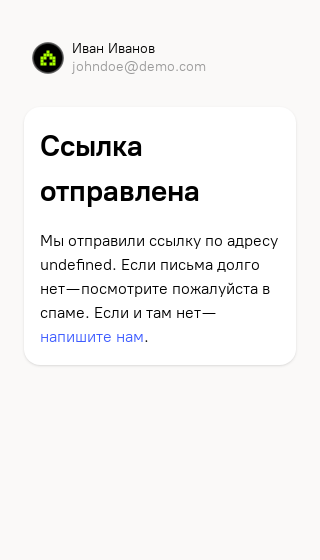 Иван Иванов
johndoe@demo.com
Ссылка
отправлена
Мы отправили ссылку по адресу
undefined. Если письма долго
нет—посмотрите пожалуйста в
спаме. Если и там нет—
напишите нам.